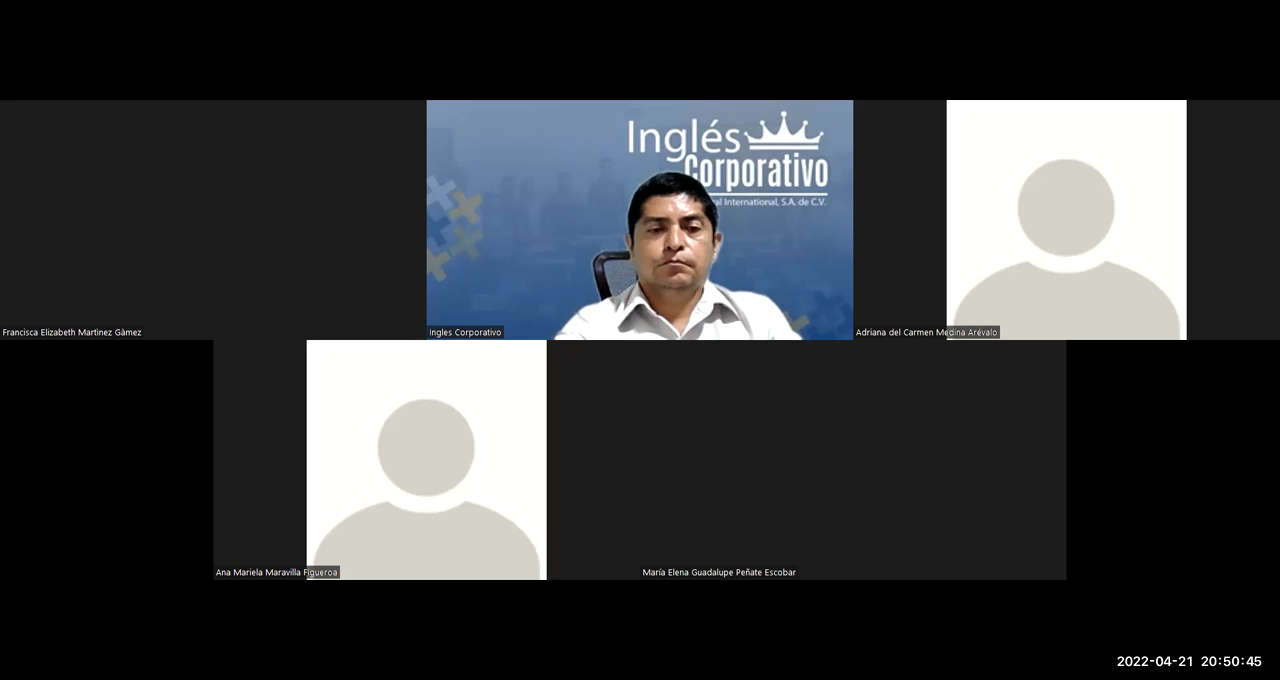 Inglés
Corporativo
al International, S.A. de C.V.
Francisca Elizabeth Martìnez Gàmez
Ingles Corporativo
Adriana del Carmen Medina Arévalo
Ana Mariela Maravilla Figueroa
María Elena Guadalupe Peñate Escobar
2022-04-21 20:50:45